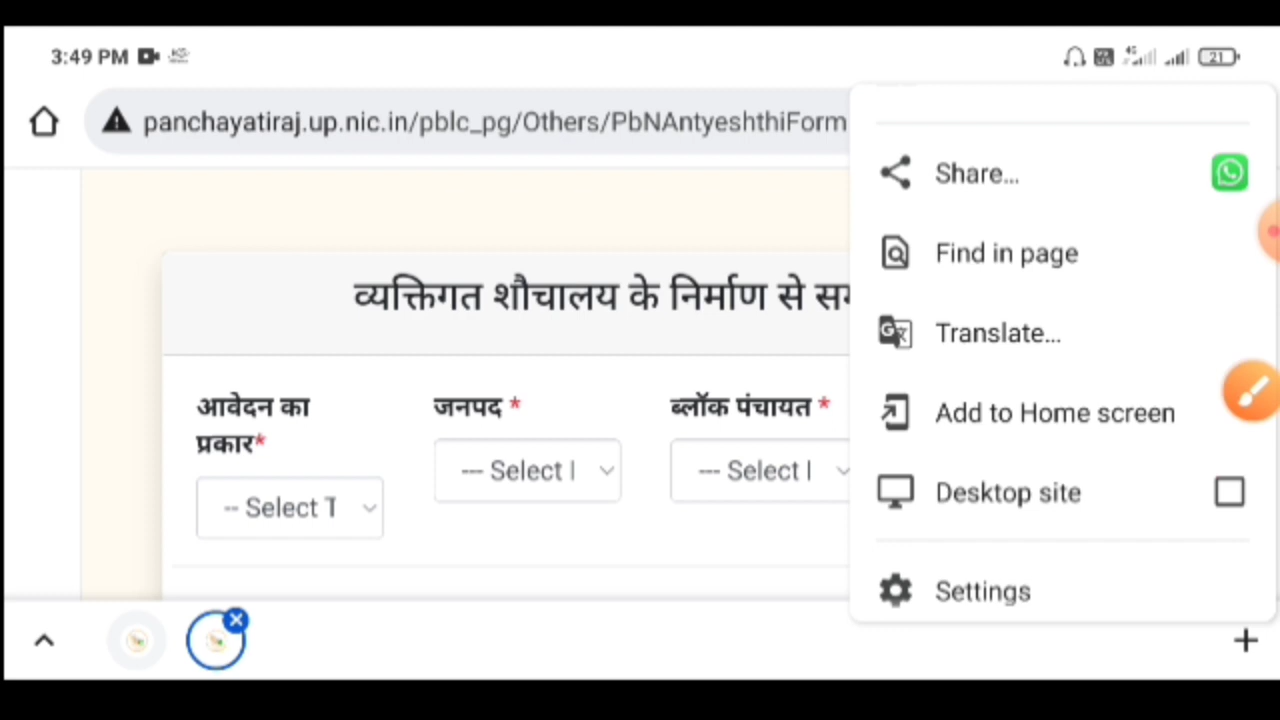 3:49 PM
21
panchayatiraj.up.nic.in/pblc_pg/Others/PbNAntyeshthiForm
Share...
Find in page
व्यक्तिगत शौचालय के निर्माण से
Translate...
आवेदन का
प्रकार*
जनपद *
ब्लॉक पंचायत *
Add to Home screen
-- Select T
--- Select
--- Select
Desktop site
Settings